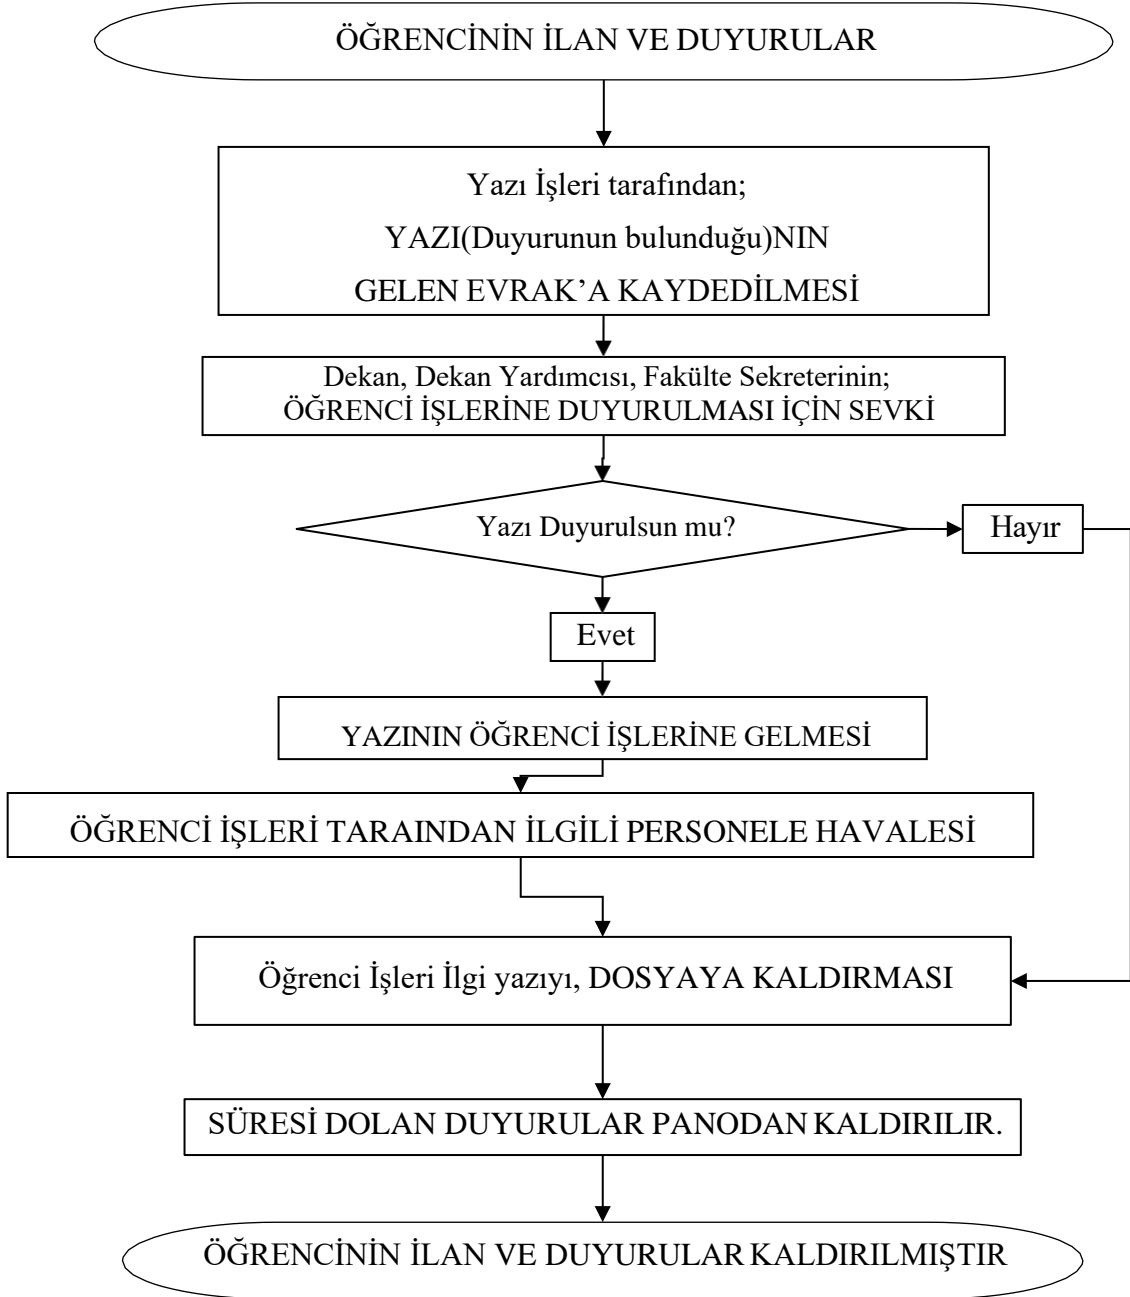 ÖĞRENCİNİN İLAN VE DUYURULAR
Yazı İşleri tarafından;
YAZI(Duyurunun bulunduğu)NIN
GELEN EVRAK’A KAYDEDİLMESİ
Dekan, Dekan Yardımcısı, Fakülte Sekreterinin;
ÖĞRENCİ İŞLERİNE DUYURULMASI İÇİN SEVKİ
Yazı Duyurulsun mu?
Hayır
Evet
YAZININ ÖĞRENCİ İŞLERİNE GELMESİ
ÖĞRENCİ İŞLERİ TARAINDAN İLGİLİ PERSONELE HAVALESİ
Öğrenci İşleri İlgi yazıyı, DOSYAYA KALDIRMASI
SÜRESİ DOLAN DUYURULAR PANODAN KALDIRILIR.
ÖĞRENCİNİN İLAN VE DUYURULAR KALDIRILMIŞTIR